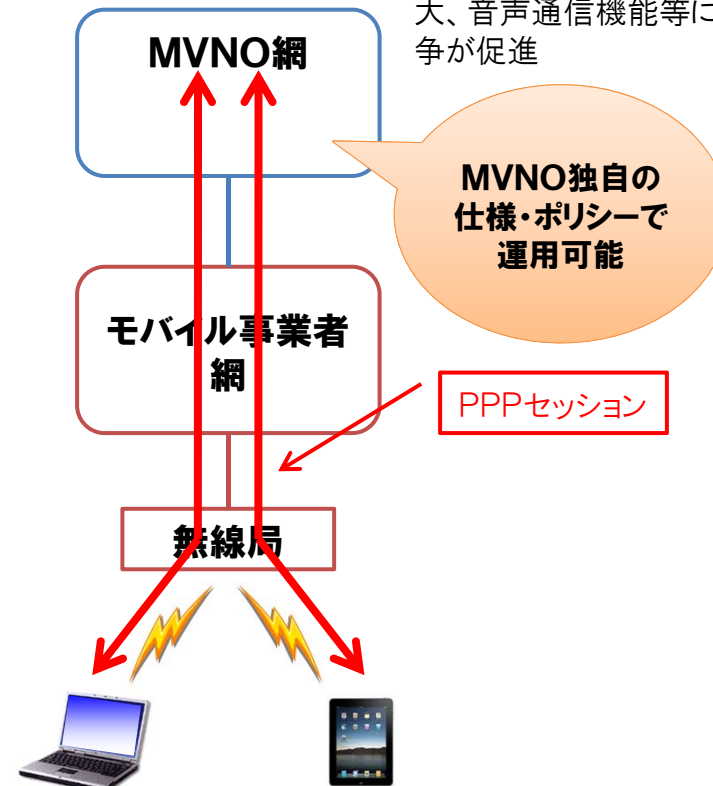 大、音声通信機能等に
争が促進
MVNO網
MVNO独自の
仕様・ポリシーで
運用可能
モバイル事業者
網
PPPセッション
無線局